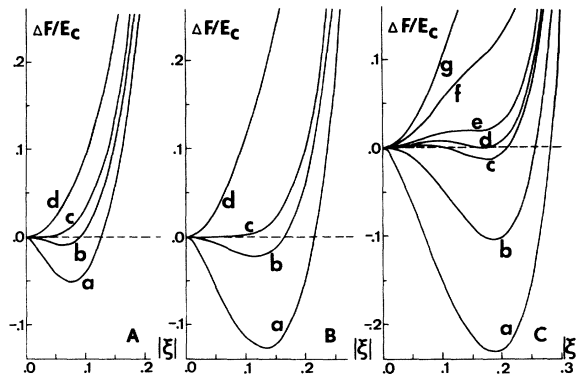 ΔF/Ec
.2
.1
.0
-.1
d
c
b
a
A
.1
.2
|ξ|
ΔF/Ec
.2
.1
.0
-.1
d
c
b
a
B
.0
.1
.2
|ξ|
ΔF/Ec
.1
.0
-.1
-.2
g
f
e
d
c
b
a
C
.0
.1
.2
.3
|ξ|